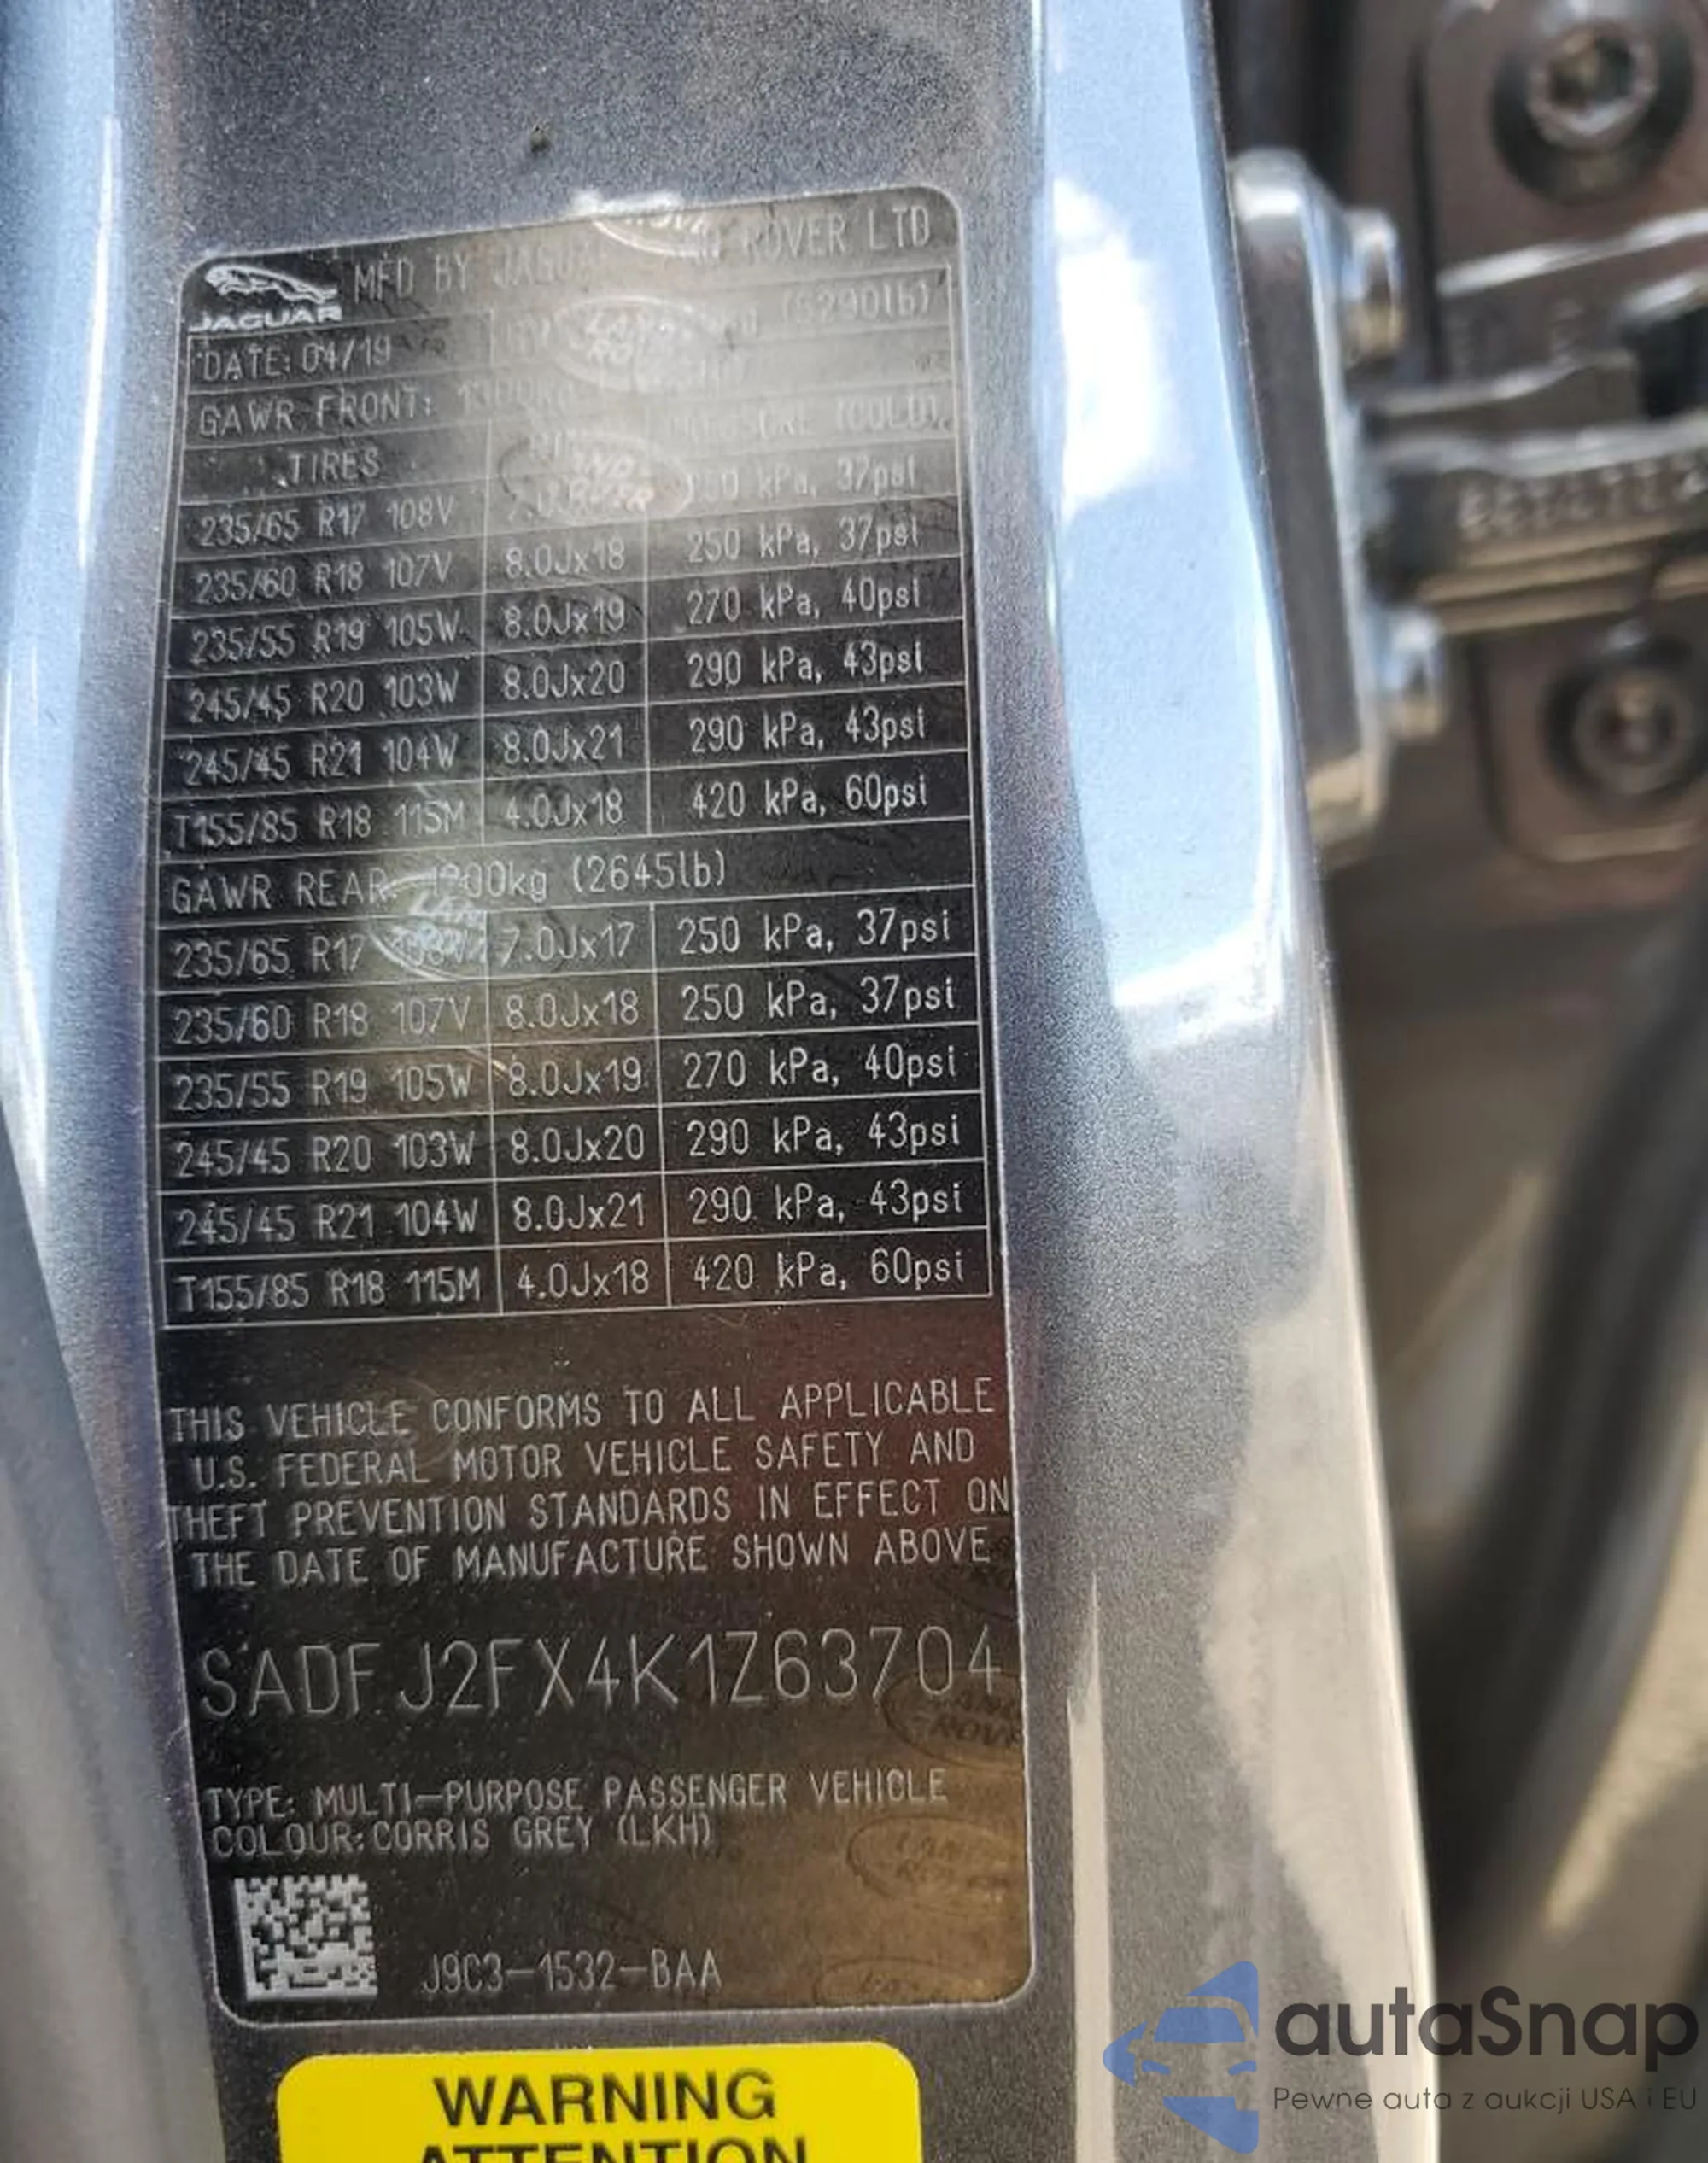 JAGUAR MFD BY JAGUAR ROVER LTD
DATE: 04/19 (5290lb)
GAWR FRONT: 1300KG
TIRES PRESSURE (COLD)
235/65 R17 108V kPa, 37psi
235/60 R18 107V 8.0Jx18 250 kPa, 37psi
235/55 R19 105W 8.0Jx19 270 kPa, 40psi
245/45 R20 103W 8.0Jx20 290 kPa, 43psi
245/45 R21 104W 8.0Jx21 290 kPa, 43psi
T155/85 R18 115M 4.0Jx18 420 kPa, 60psi
GAWR REAR: 1200kg (2645lb)
235/65 R17 108V 7.0Jx17 250 kPa, 37psi
235/60 R18 107V 8.0Jx18 250 kPa, 37psi
235/55 R19 105W 8.0Jx19 270 kPa, 40psi
245/45 R20 103W 8.0Jx20 290 kPa, 43psi
245/45 R21 104W 8.0Jx21 290 kPa, 43psi
T155/85 R18 115M 4.0Jx18 420 kPa, 60psi
THIS VEHICLE CONFORMS TO ALL APPLICABLE
U.S. FEDERAL MOTOR VEHICLE SAFETY AND
THEFT PREVENTION STANDARDS IN EFFECT ON
THE DATE OF MANUFACTURE SHOWN ABOVE
SADFJ2FX4K1Z63704
TYPE: MULTI-PURPOSE PASSENGER VEHICLE
COLOUR: CORRIS GREY (LKH)
J9C3-1532-BAA
WARNING
ATTENTION
autaSnap
Pewne auta z aukcji USA i EU